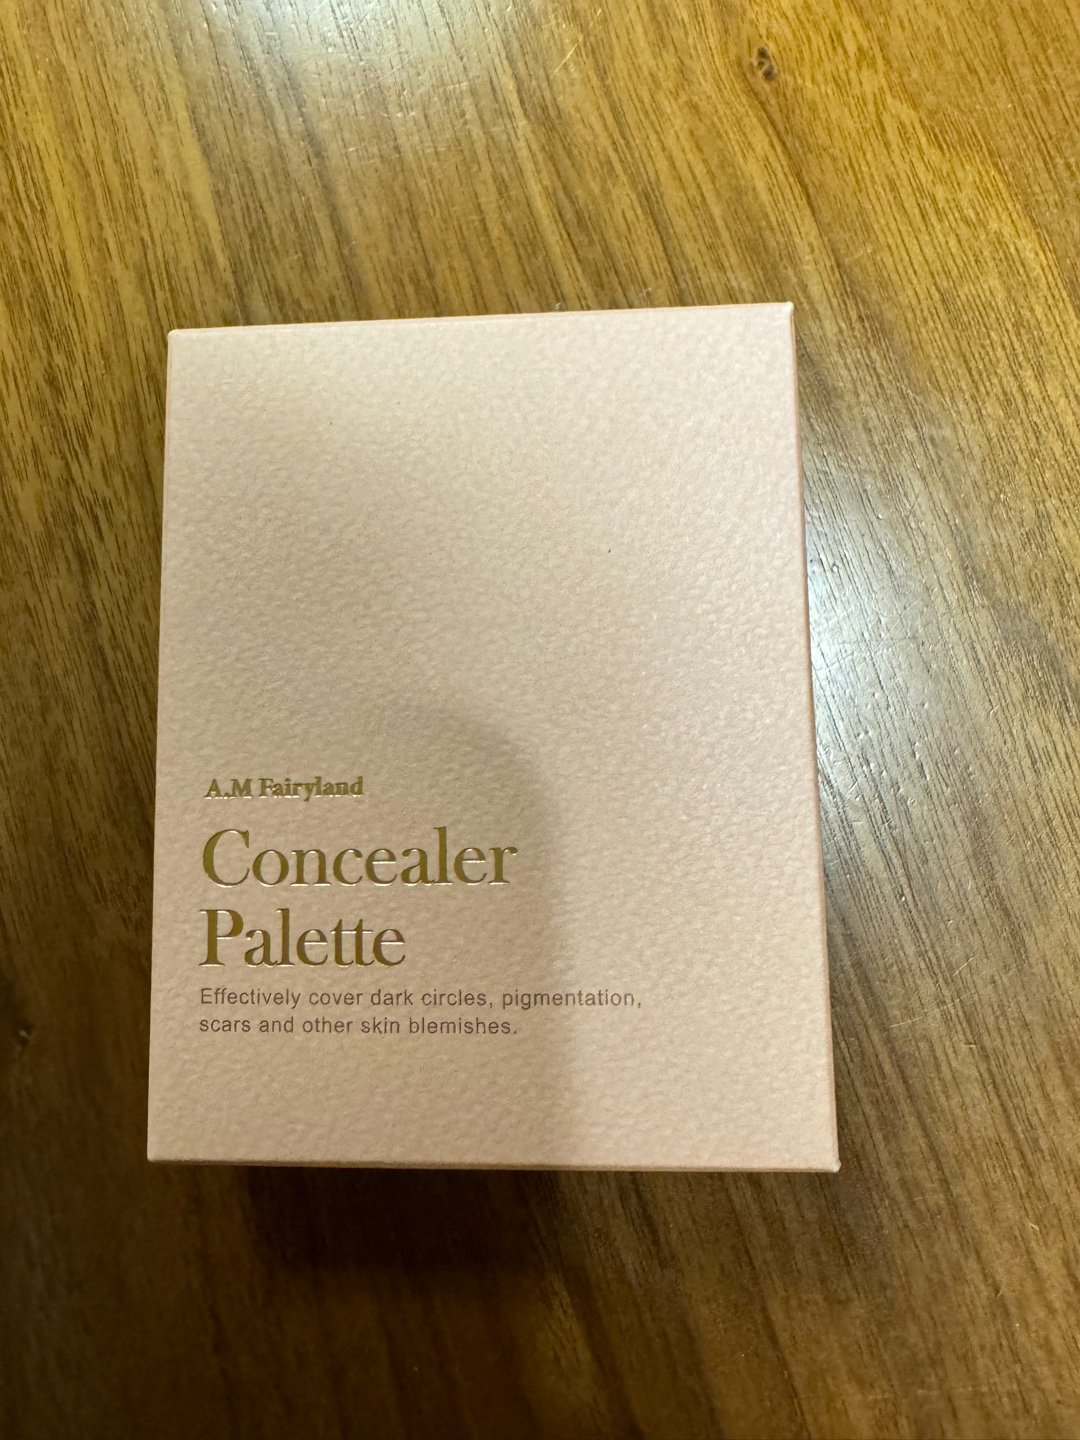 A.M Fairyland
Concealer
Palette
Effectively cover dark circles, pigmentation,
scars and other skin blemishes.